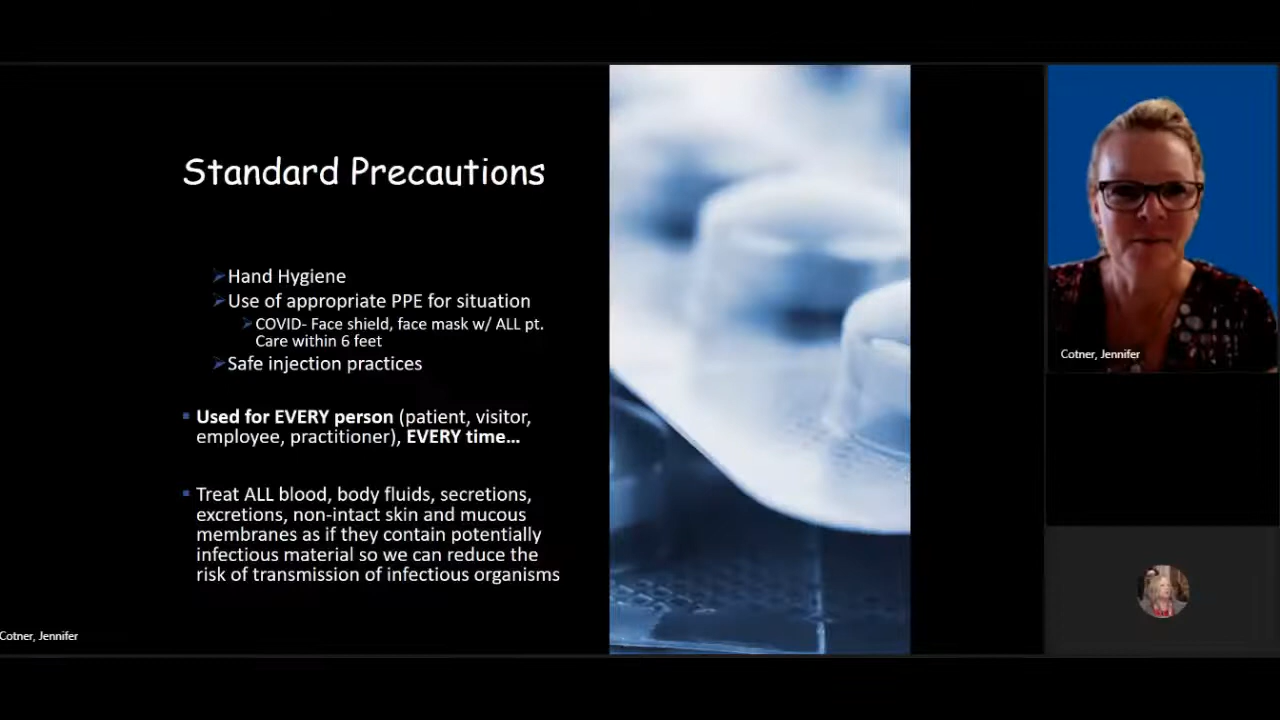 Standard Precautions
Hand Hygiene
Use of appropriate PPE for situation
COVID- Face shield, face mask w/ ALL pt.
Care within 6 feet
Safe injection practices
Used for EVERY person (patient, visitor,
employee, practitioner), EVERY time...
Treat ALL blood, body fluids, secretions,
excretions, non-intact skin and mucous
membranes as if they contain potentially
infectious material so we can reduce the
risk of transmission of infectious organisms
Cotner, Jennifer
Cotner, Jennifer